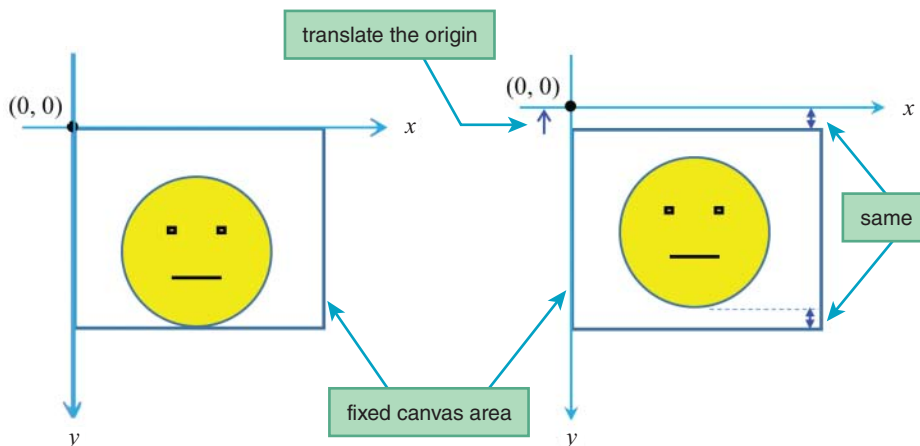 translate the origin
(0, 0)
x
(0, 0)
x
same
fixed canvas area
y
y